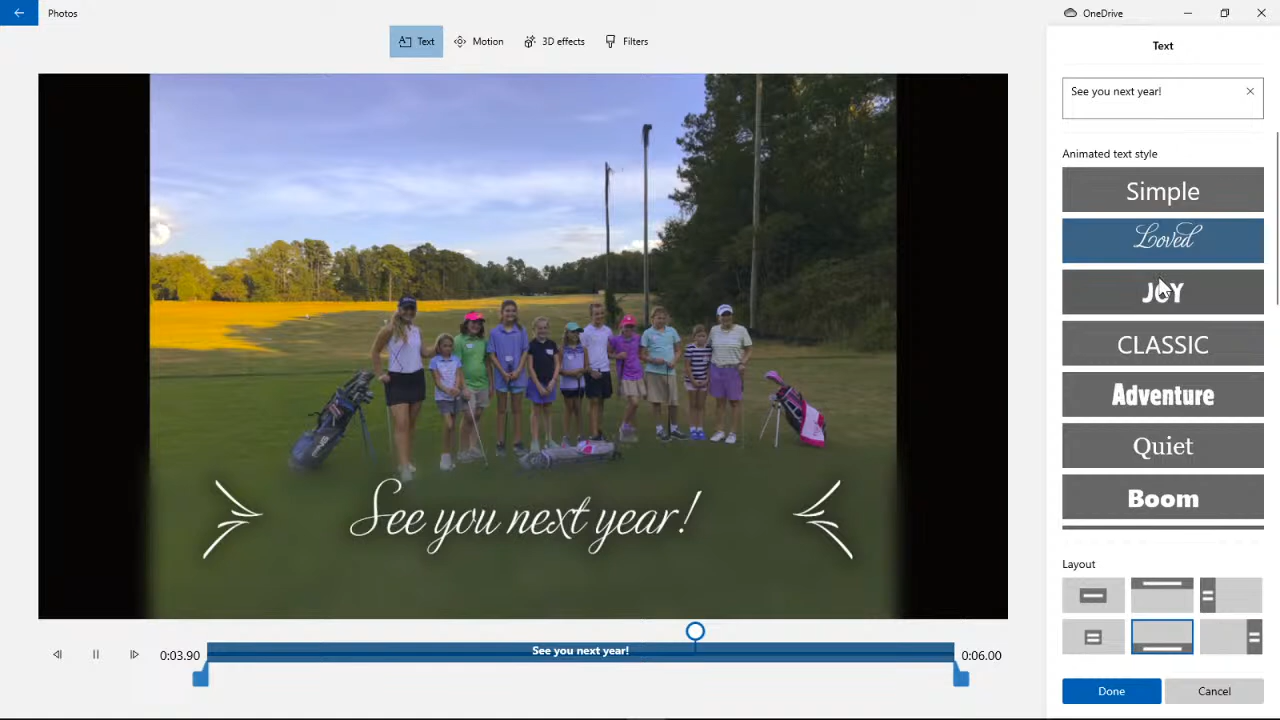 Photos
OneDrive
Text
Motion
3D effects
Filters
Text
See you next year!
Animated text style
Simple
Loved
JOY
CLASSIC
Adventure
Quiet
Boom
See you next year!
Layout
0:03.90
See you next year!
0:06.00
Done
Cancel